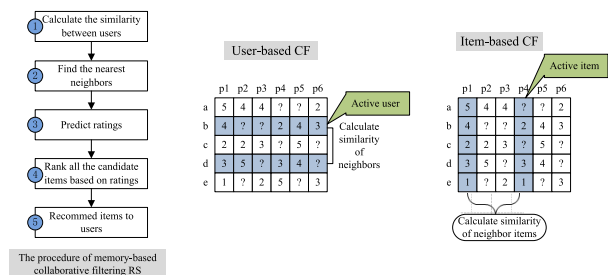 1 Calculate the similarity
between users
2 Find the nearest
neighbors
3 Predict ratings
4 Rank all the candidate
items based on ratings
5 Recommed items to
users
The procedure of memory-based
collaborative filtering RS
User-based CF
p1 p2 p3 p4 p5 p6
Active user
a 5 4 4 ? ? 2
b 4 ? ? 2 4 3
c 2 2 3 ? 5 ?
d 3 5 ? 3 4 ?
e 1 ? 2 5 ? 3
Calculate
similarity
of
neighbors
Item-based CF
Active item
p1 p2 p3 p4 p5 p6
a 5 4 4 ? ? 2
b 4 ? ? 2 4 3
c 2 2 3 ? 5 ?
d 3 5 ? 3 4 ?
e 1 ? 2 1 ? 3
Calculate similarity
of neighbor items